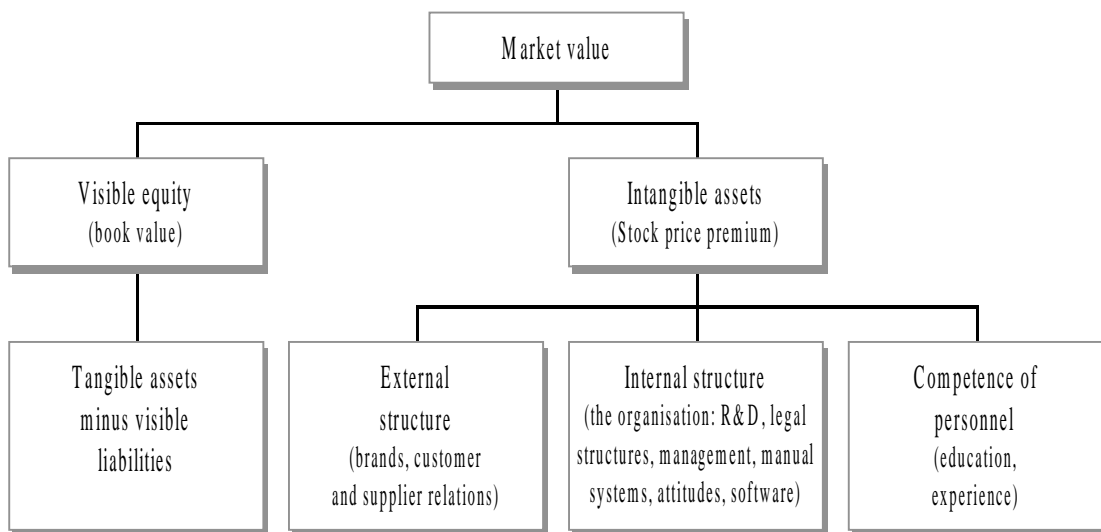 Market value
Visible equity
(book value)
Intangible assets
(Stock price premium)
Tangible assets
minus visible
liabilities
External
structure
(brands, customer
and supplier relations)
Internal structure
(the organisation: R&D, legal
structures, management, manual
systems, attitudes, software)
Competence of
personnel
(education,
experience)